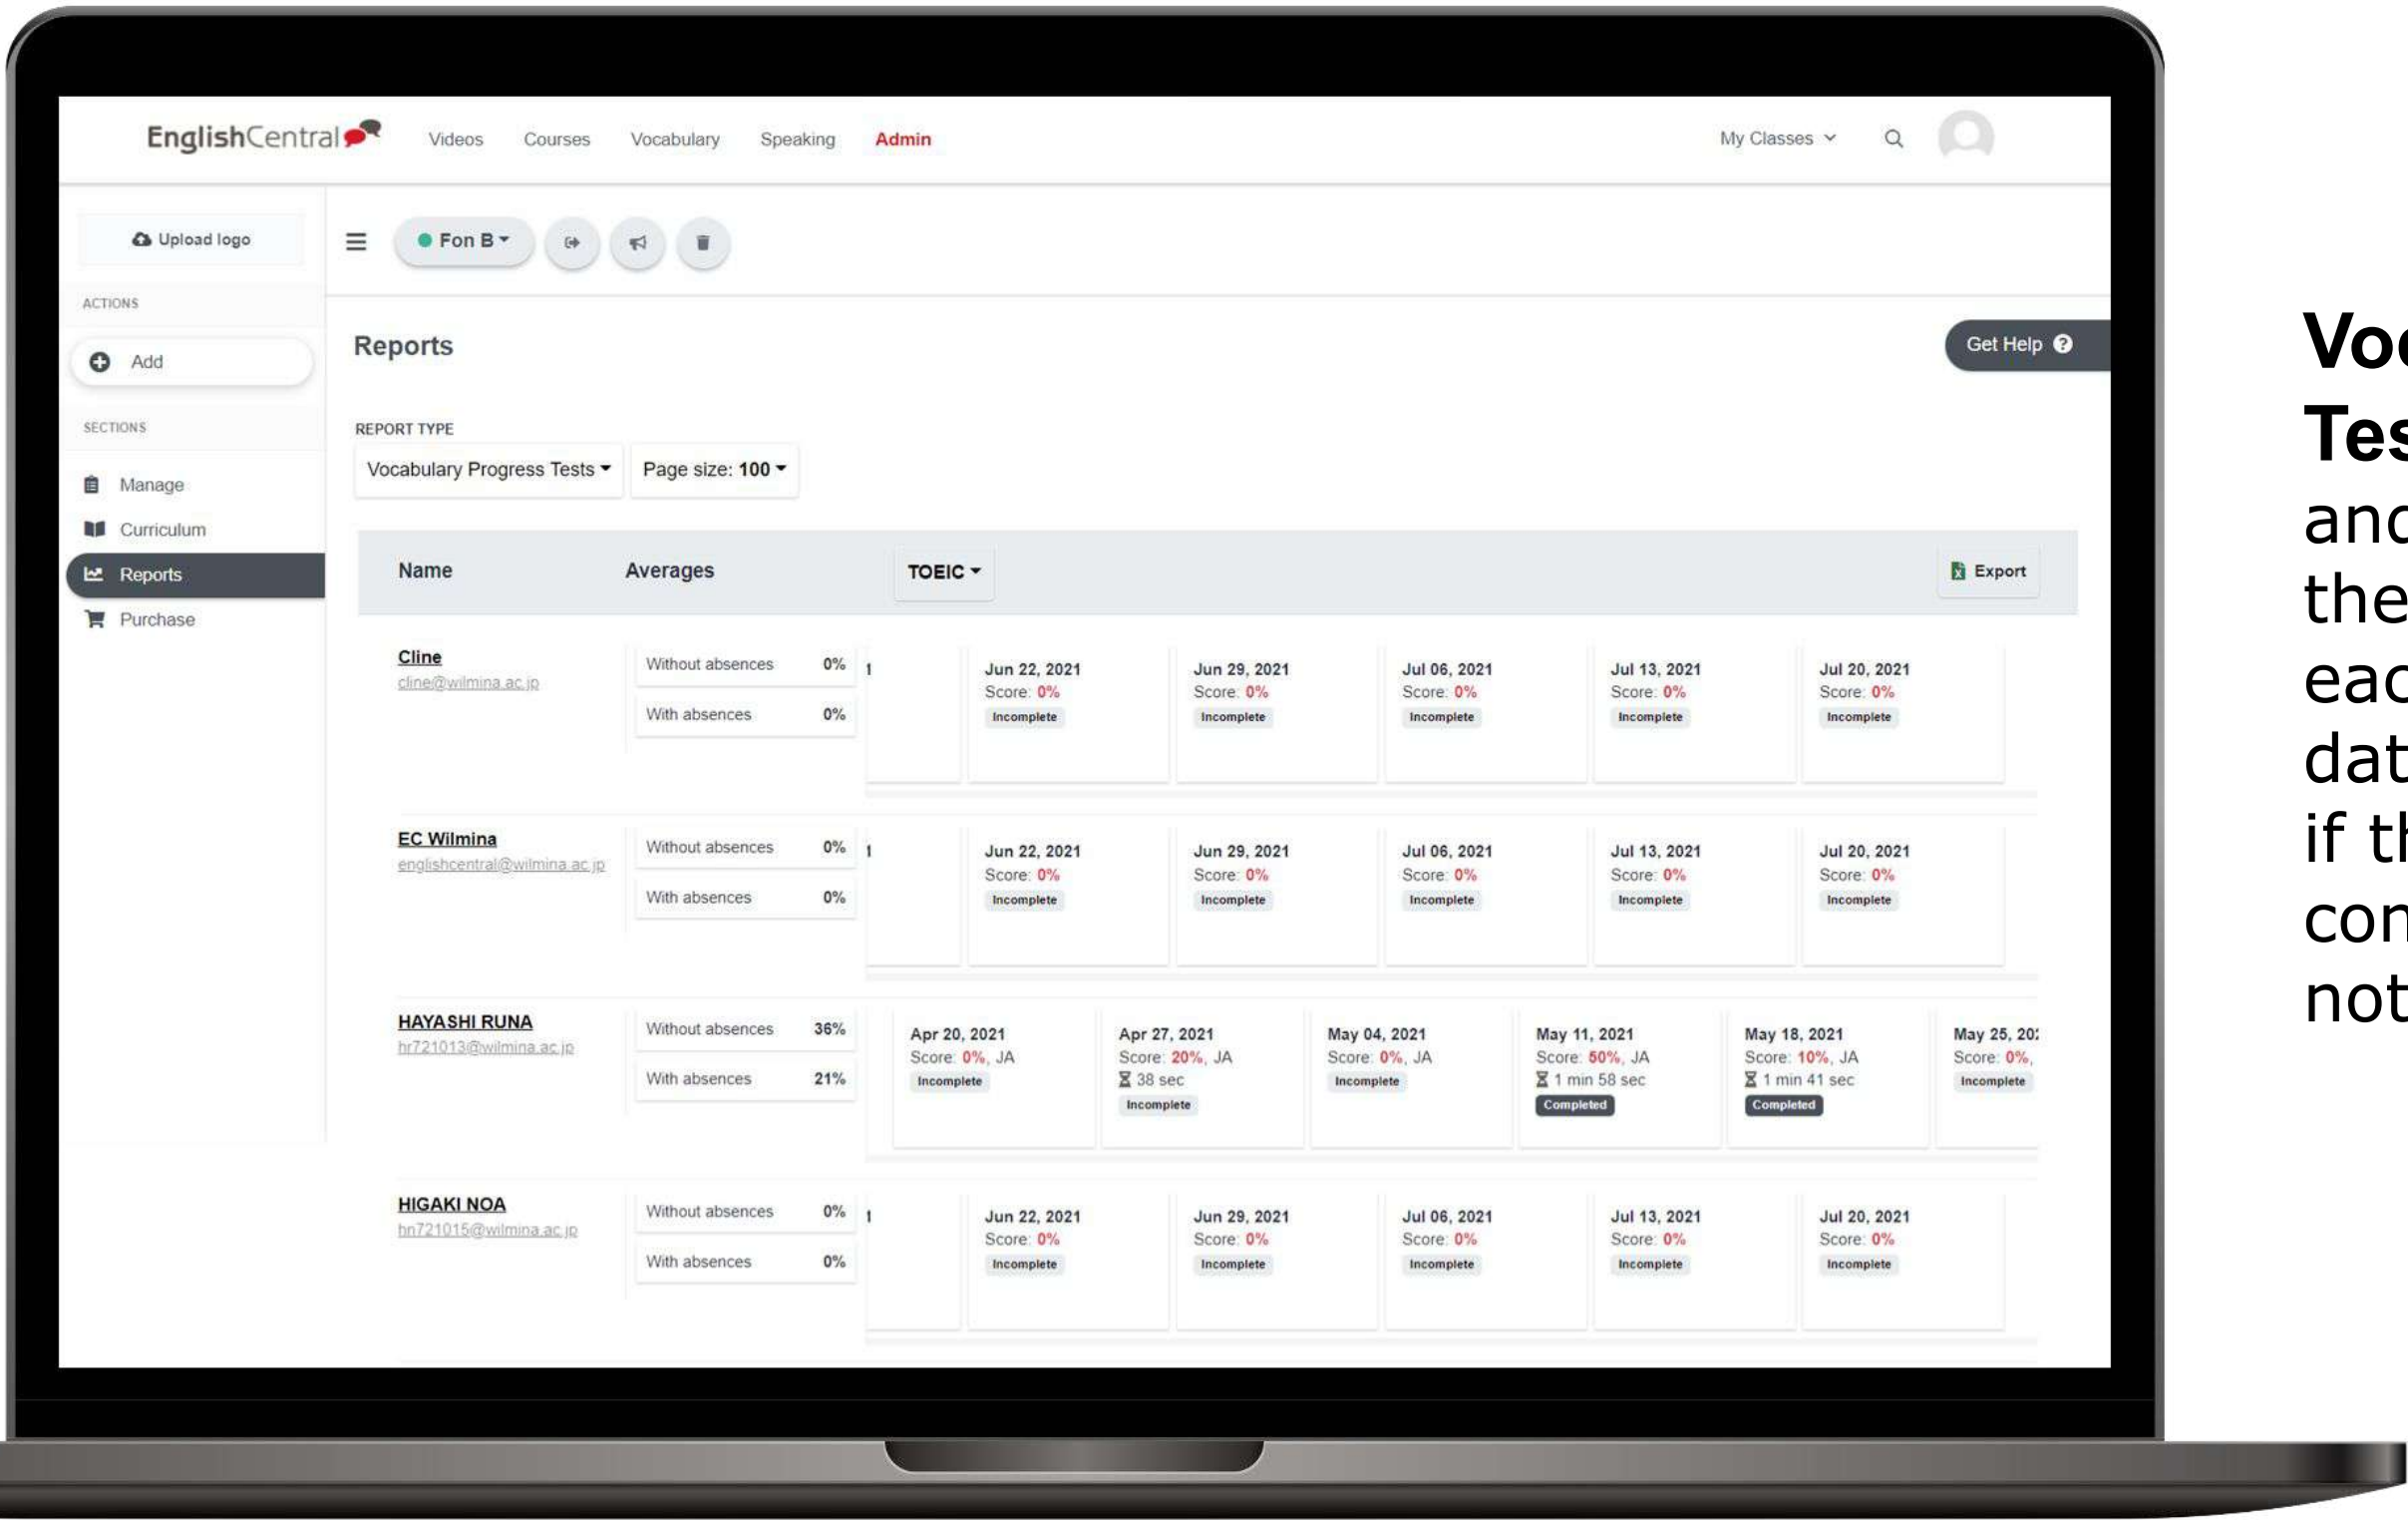 EnglishCentral Videos Courses Vocabulary Speaking Admin My Classes
Upload logo
Fon B
ACTIONS
Add
SECTIONS
Manage
Curriculum
Reports
Purchase
Reports
Get Help ?
REPORT TYPE
Vocabulary Progress Tests Page size: 100
Name Averages TOEIC Export
Cline
cline@wilmina.ac.jp
Without absences 0%
With absences 0%
1
Jun 22, 2021
Score: 0%
Incomplete
Jun 29, 2021
Score: 0%
Incomplete
Jul 06, 2021
Score: 0%
Incomplete
Jul 13, 2021
Score: 0%
Incomplete
Jul 20, 2021
Score: 0%
Incomplete
EC Wilmina
englishcentral@wilmina.ac.jp
Without absences 0%
With absences 0%
1
Jun 22, 2021
Score: 0%
Incomplete
Jun 29, 2021
Score: 0%
Incomplete
Jul 06, 2021
Score: 0%
Incomplete
Jul 13, 2021
Score: 0%
Incomplete
Jul 20, 2021
Score: 0%
Incomplete
HAYASHI RUNA
hr721013@wilmina.ac.jp
Without absences 36%
With absences 21%
Apr 20, 2021
Score: 0%, JA
Incomplete
Apr 27, 2021
Score: 20%, JA
38 sec
Incomplete
May 04, 2021
Score: 0%, JA
Incomplete
May 11, 2021
Score: 50%, JA
1 min 58 sec
Completed
May 18, 2021
Score: 10%, JA
1 min 41 sec
Completed
May 25, 20
Score: 0%,
Incomplete
HIGAKI NOA
hn721015@wilmina.ac.jp
Without absences 0%
With absences 0%
1
Jun 22, 2021
Score: 0%
Incomplete
Jun 29, 2021
Score: 0%
Incomplete
Jul 06, 2021
Score: 0%
Incomplete
Jul 13, 2021
Score: 0%
Incomplete
Jul 20, 2021
Score: 0%
Incomplete
if
not